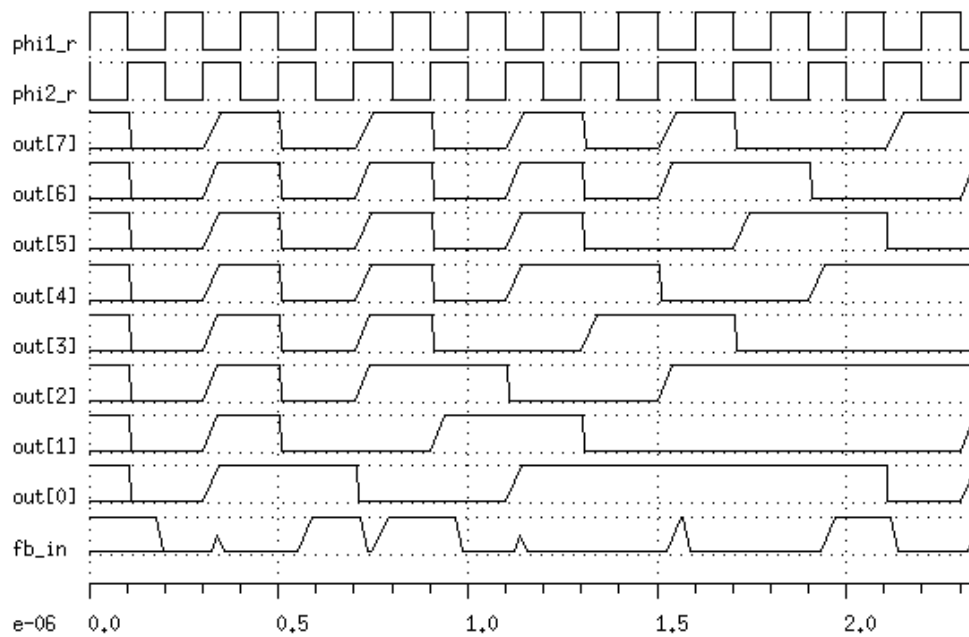 phi1_r
phi2_r
out[7]
out[6]
out[5]
out[4]
out[3]
out[2]
out[1]
out[0]
fb_in
e-06 0.0 0.5 1.0 1.5 2.0